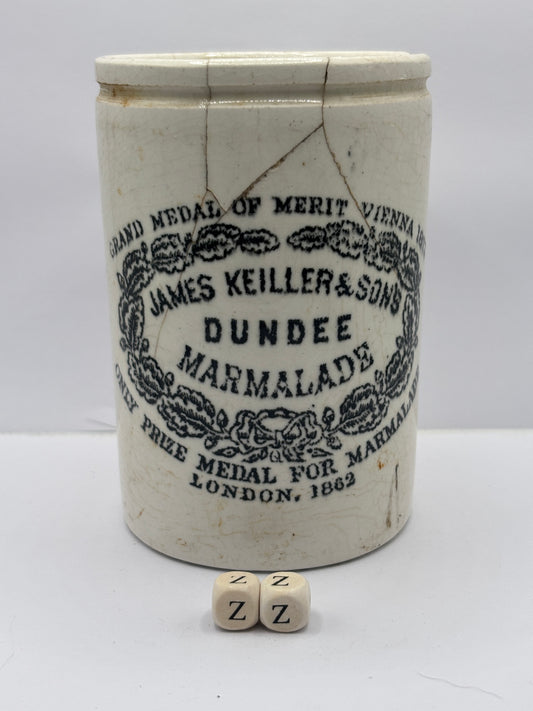 GRAND MEDAL OF MERIT VIENNA
JAMES KEILLER & SONS
DUNDEE
MARMALADE
ONLY PRIZE MEDAL FOR MARMALADE
LONDON, 1862
Z Z
Z Z